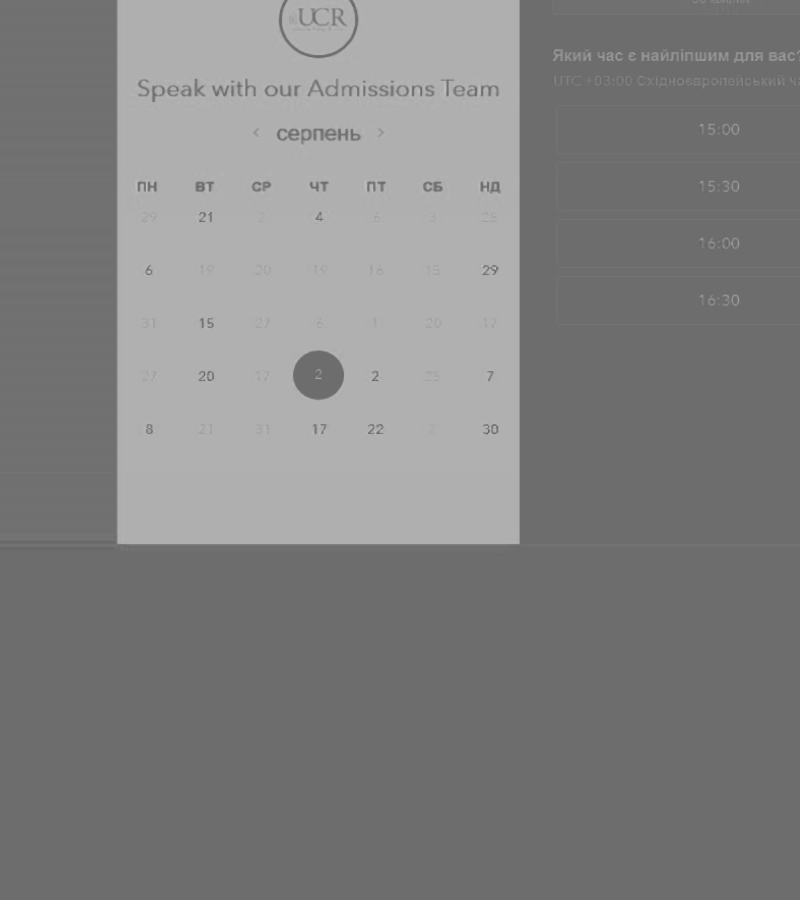 UCR
Speak with our Admissions Team
< серпень >
ПН ВТ СР ЧТ ПТ СБ НД
29 21 2 4 6 3 25
6 19 20 19 16 15 29
31 15 27 6 1 20 17
27 20 17 2 2 25 7
8 21 31 17 22 2 30
Який час є найліпшим для вас?
UTC +03:00 Східноєвропейський
15:00
15:30
16:00
16:30